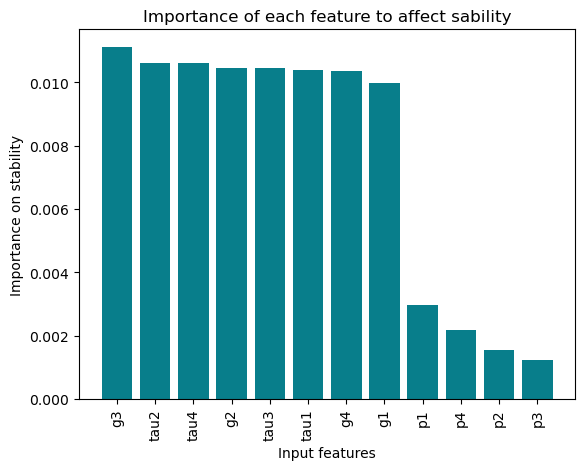 Importance of each feature to affect sability
Importance on stability
0.010
0.008
0.006
0.004
0.002
0.000
g3 tau2 tau4 g2 tau3 tau1 g4 g1 p1 p4 p2 p3
Input features